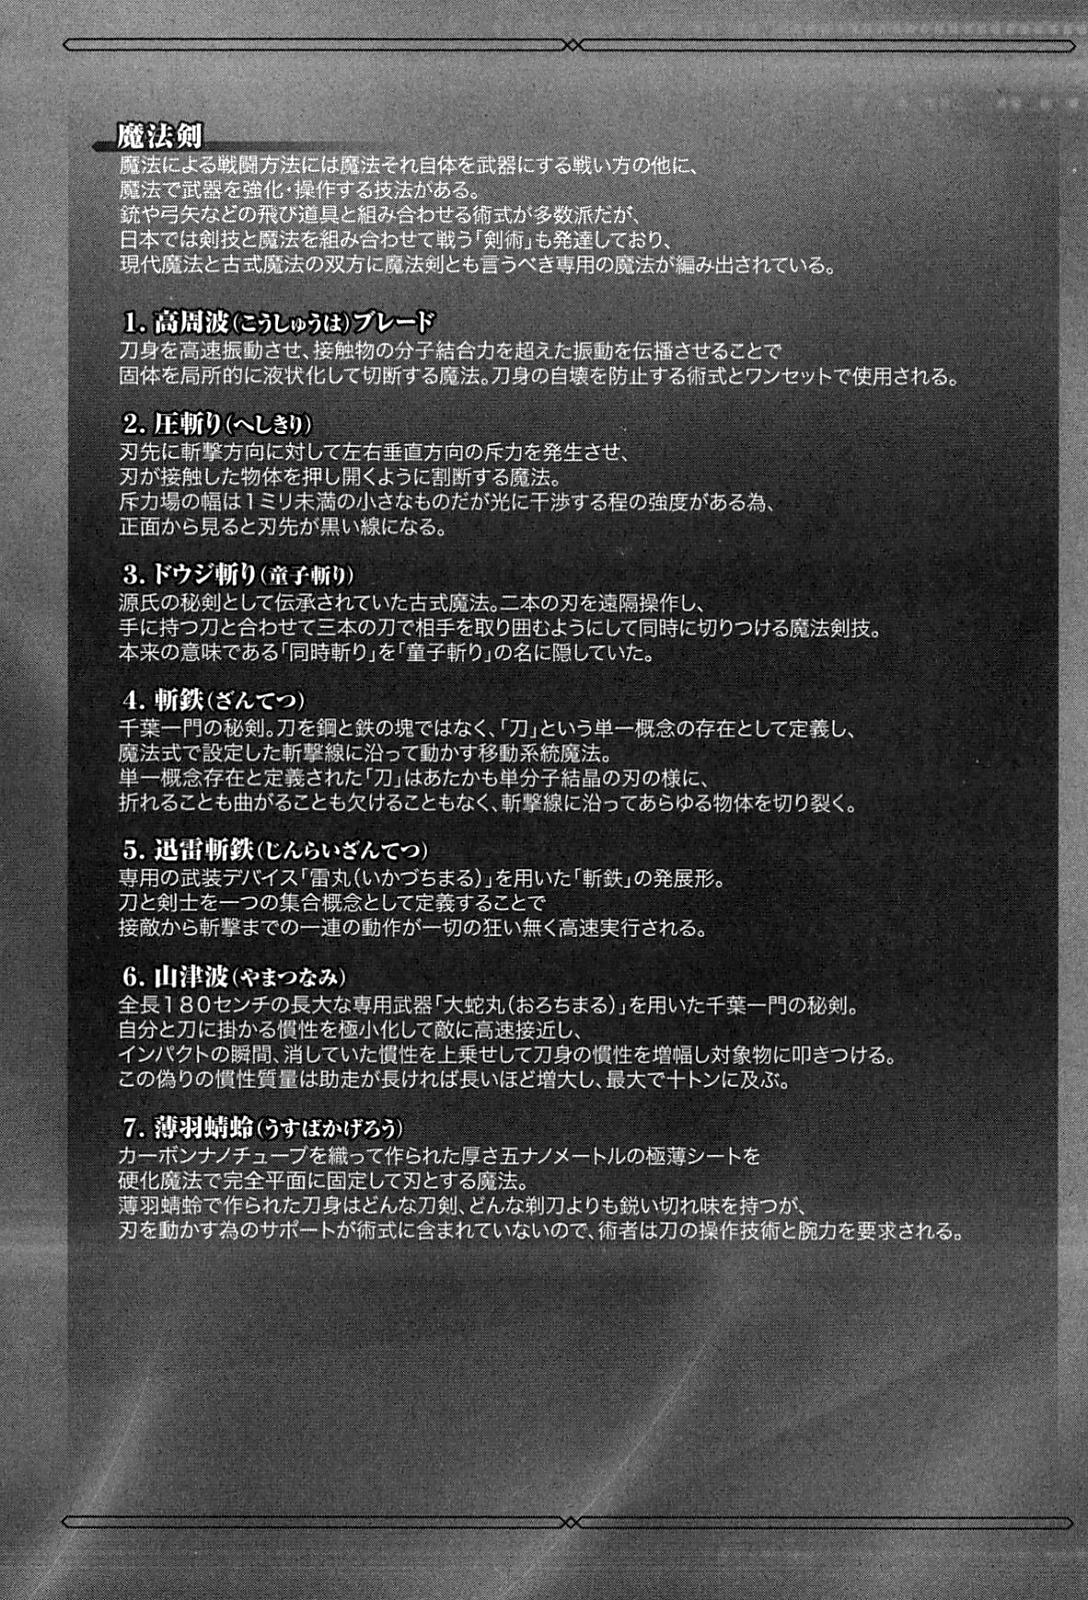 魔法剣
魔法による戦闘方法には魔法それ自体を武器にする戦い方の他に、
魔法で武器を強化・操作する技法がある。
銃や弓矢などの飛び道具と組み合わせる術式が多数派だが、
日本では剣技と魔法を組み合わせて戦う「剣術」も発達しており、
現代魔法と古式魔法の双方に魔法剣とも言うべき専用の魔法が編み出されている。
1. 高周波(こうしゅうは)ブレード
刀身を高速振動させ、接触物の分子結合力を超えた振動を伝播させることで
固体を局所的に液状化して切断する魔法。刀身の自壊を防止する術式とワンセットで使用される。
2. 圧斬り(へしきり)
刃先に斬撃方向に対して左右垂直方向の斥力を発生させ、
刃が接触した物体を押し開くように割断する魔法。
斥力場の幅は1ミリ未満の小さなものだが光に干渉する程の強度がある為、
正面から見ると刃先が黒い線になる。
3. ドウジ斬り(童子斬り)
源氏の秘剣として伝承されていた古式魔法。二本の刃を遠隔操作し、
手に持つ刀と合わせて三本の刀で相手を取り囲むようにして同時に切りつける魔法剣技。
本来の意味である「同時斬り」を「童子斬り」の名に隠していた。
4. 斬鉄(ざんてつ)
千葉一門の秘剣。刀を鋼と鉄の塊ではなく、「刀」という単一概念の存在として定義し、
魔法式で設定した斬撃線に沿って動かす移動系統魔法。
単一概念存在と定義された「刀」はあたかも単分子結晶の刃の様に、
折れることも曲がることも欠けることもなく、斬撃線に沿ってあらゆる物体を切り裂く。
5. 迅雷斬鉄(じんらいざんてつ)
専用の武装デバイス「雷丸(いかづちまる)」を用いた「斬鉄」の発展形。
刀と剣士を一つの集合概念として定義することで
接敵から斬撃までの一連の動作が一切の狂い無く高速実行される。
6. 山津波(やまつなみ)
全長180センチの長大な専用武器「大蛇丸(おろちまる)」を用いた千葉一門の秘剣。
自分と刀に掛かる慣性を極小化して敵に高速接近し、
インパクトの瞬間、消していた慣性を上乗せして刀身の慣性を増幅し対象物に叩きつける。
この偽りの慣性質量は助走が長ければ長いほど増大し、最大で十トンに及ぶ。
7. 薄羽蜻蛉(うすばかげろう)
カーボンナノチューブを織って作られた厚さ五ナノメートルの極薄シートを
硬化魔法で完全平面に固定して刃とする魔法。
薄羽蜻蛉で作られた刀身はどんな刀剣、どんな剃刀よりも鋭い切れ味を持つが、
刃を動かす為のサポートが術式に含まれていないので、術者は刀の操作技術と腕力を要求される。